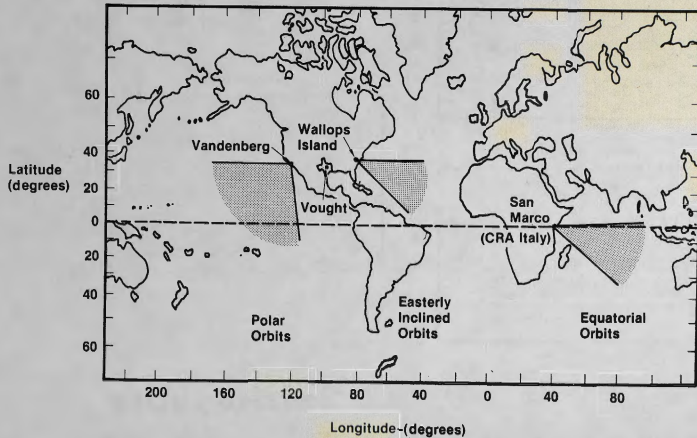 60
40
20
0
20
40
60
Latitude
(degrees)
Vandenberg
Wallops
Island
Vought
San
Marco
(CRA Italy)
Polar
Orbits
Easterly
Inclined
Orbits
Equatorial
Orbits
200 160 120 80 40 0 40 80
Longitude-(degrees)